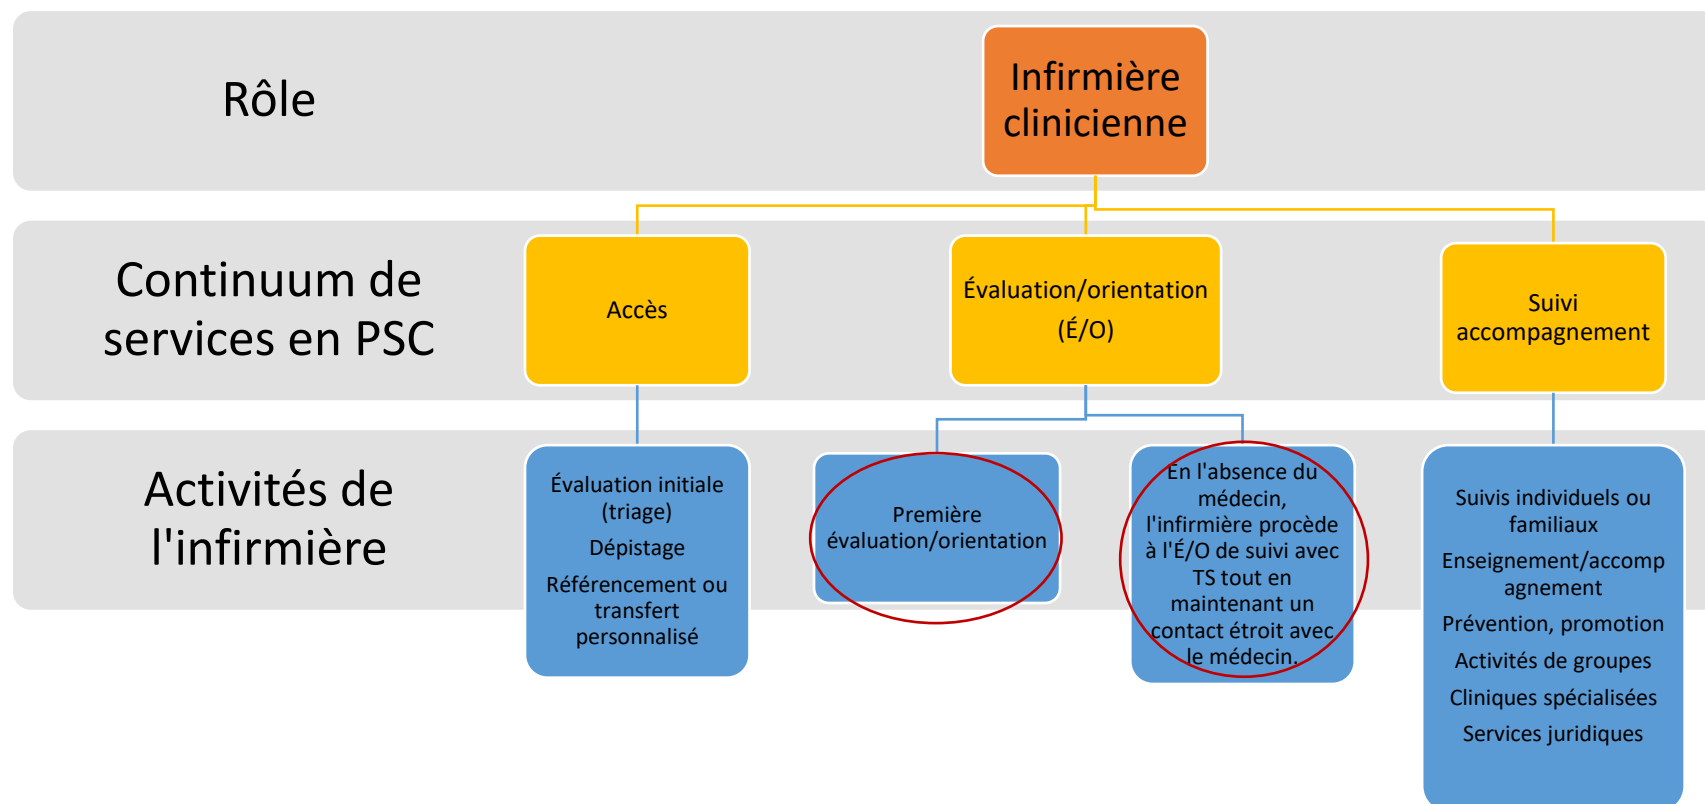 Rôle
Infirmière
clinicienne
Continuum de
services en PSC
Accès
Évaluation/orientation
(É/O)
Suivi
accompagnement
Activités de
l'infirmière
Évaluation initiale
(triage)
Dépistage
Référencement ou
transfert
personnalisé
Première
évaluation/orientation
En l'absence du
médecin,
l'infirmière procède
à l'É/O de suivi avec
TS tout en
maintenant un
contact étroit avec
le médecin.
Suivis individuels ou
familiaux
Enseignement/accomp
agnement
Prévention, promotion
Activités de groupes
Cliniques spécialisées
Services juridiques